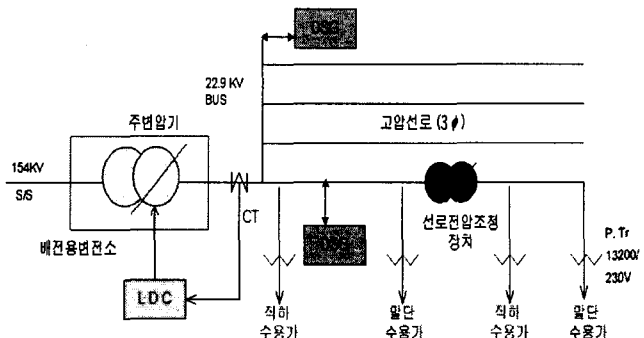 DSG
22.9 KV
BUS
주변압기
고압선로 (3φ)
154KV
S/S
CT
선로전압조정
장치
P. Tr
13200/
230V
배전용변전소
DSG
LDC
직하
수용가
말단
수용가
직하
수용가
말단
수용가